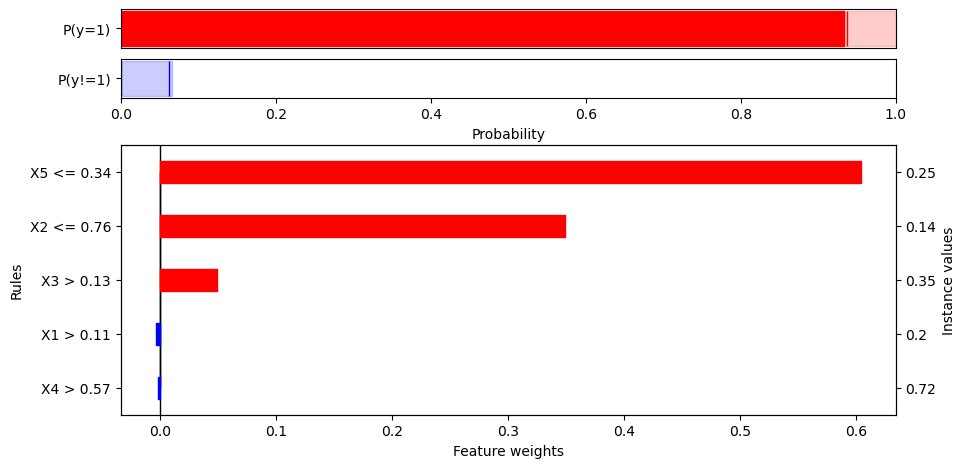 P(y=1)
P(y!=1)
0.0 0.2 0.4 0.6 0.8 1.0
Probability
X5 <= 0.34 0.25
X2 <= 0.76 0.14
X3 > 0.13 0.35
X1 > 0.11 0.2
X4 > 0.57 0.72
Rules
Instance values
0.0 0.1 0.2 0.3 0.4 0.5 0.6
Feature weights